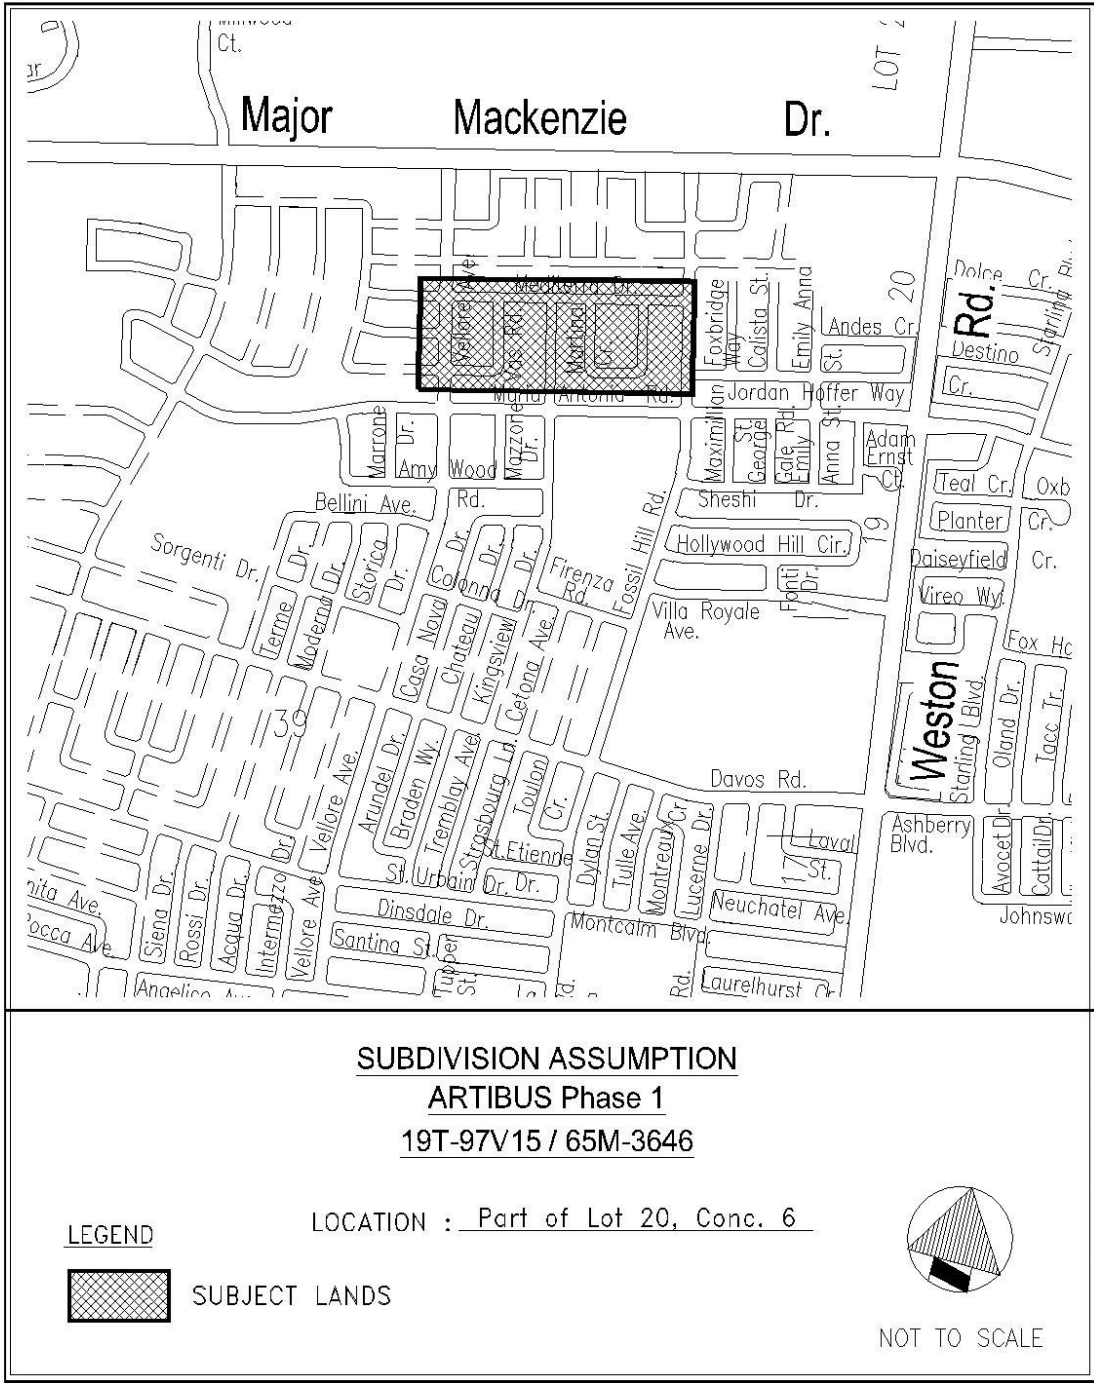 Ct.
LOT
Major Mackenzie Dr.
Vellore Ave
Vas. Rd.
Martina Cr.
Maria Antonia Rd.
Foxbridge Way
Calista St.
Emily Anna St.
20
Andes Cr.
Jordan Hoffer Way
Dolce Cr.
Rd.
Destino Cr.
Marrone Dr.
Amy Wood Rd.
Mazzone Dr.
Maximillian St.
George
Gale Rd.
Emily Anna St.
Adam
Ernst
Ct.
Bellini Ave.
Sheshi Dr.
Teal Cr.
Oxb
Planter Cr.
Daiseyfield Cr.
Vireo Wy.
19
Sorgenti Dr.
Terme Dr.
Moderna Dr.
Storica Dr.
Colonna Dr.
Dr.
Dr.
Firenza
Rd.
Fossil Hill Rd.
Hollywood Hill Cir.
Fonti Dr.
Villa Royale
Ave.
Casa Nova
Chateau
Kingsview
Cetona Ave.
Fox Ho
Weston
Starling Blvd.
Oland Dr.
Tacc Tr.
39
Vellore Ave.
Arundel Dr.
Braden Wy.
Tremblay Ave.
Strasbourg Ln.
Toulon Cr.
Davos Rd.
Dylan St.
Tulle Ave.
Montreaux Cr.
Lucerne Dr.
17
Laval
St.
Ashberry
Blvd.
Avocet Dr.
Cattail Dr.
St. Etienne Dr.
St. Urbain Dr.
Dinsdale Dr.
Santina St.
Tupper St.
Montcalm Blvd.
Neuchatel Ave.
Laurelhurst Cr
Rd.
Siena Dr.
Rossi Dr.
Acqua Dr.
Intermezzo Dr.
Vellore Ave
SUBDIVISION ASSUMPTION
ARTIBUS Phase 1
19T-97V15 / 65M-3646
LOCATION : Part of Lot 20, Conc. 6
LEGEND
SUBJECT LANDS
NOT TO SCALE